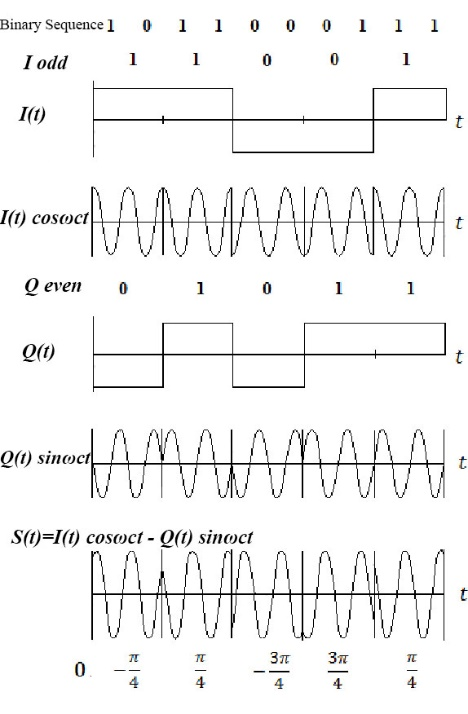 Binary Sequence 1 0 1 1 0 0 0 1 1 1
I odd 1 1 0 0 1
I(t) t
I(t) cosωct t
Q even 0 1 0 1 1
Q(t) t
Q(t) sinωct t
S(t)=I(t) cosωct - Q(t) sinωct
t
0. -π/4 π/4 -3π/4 3π/4 π/4